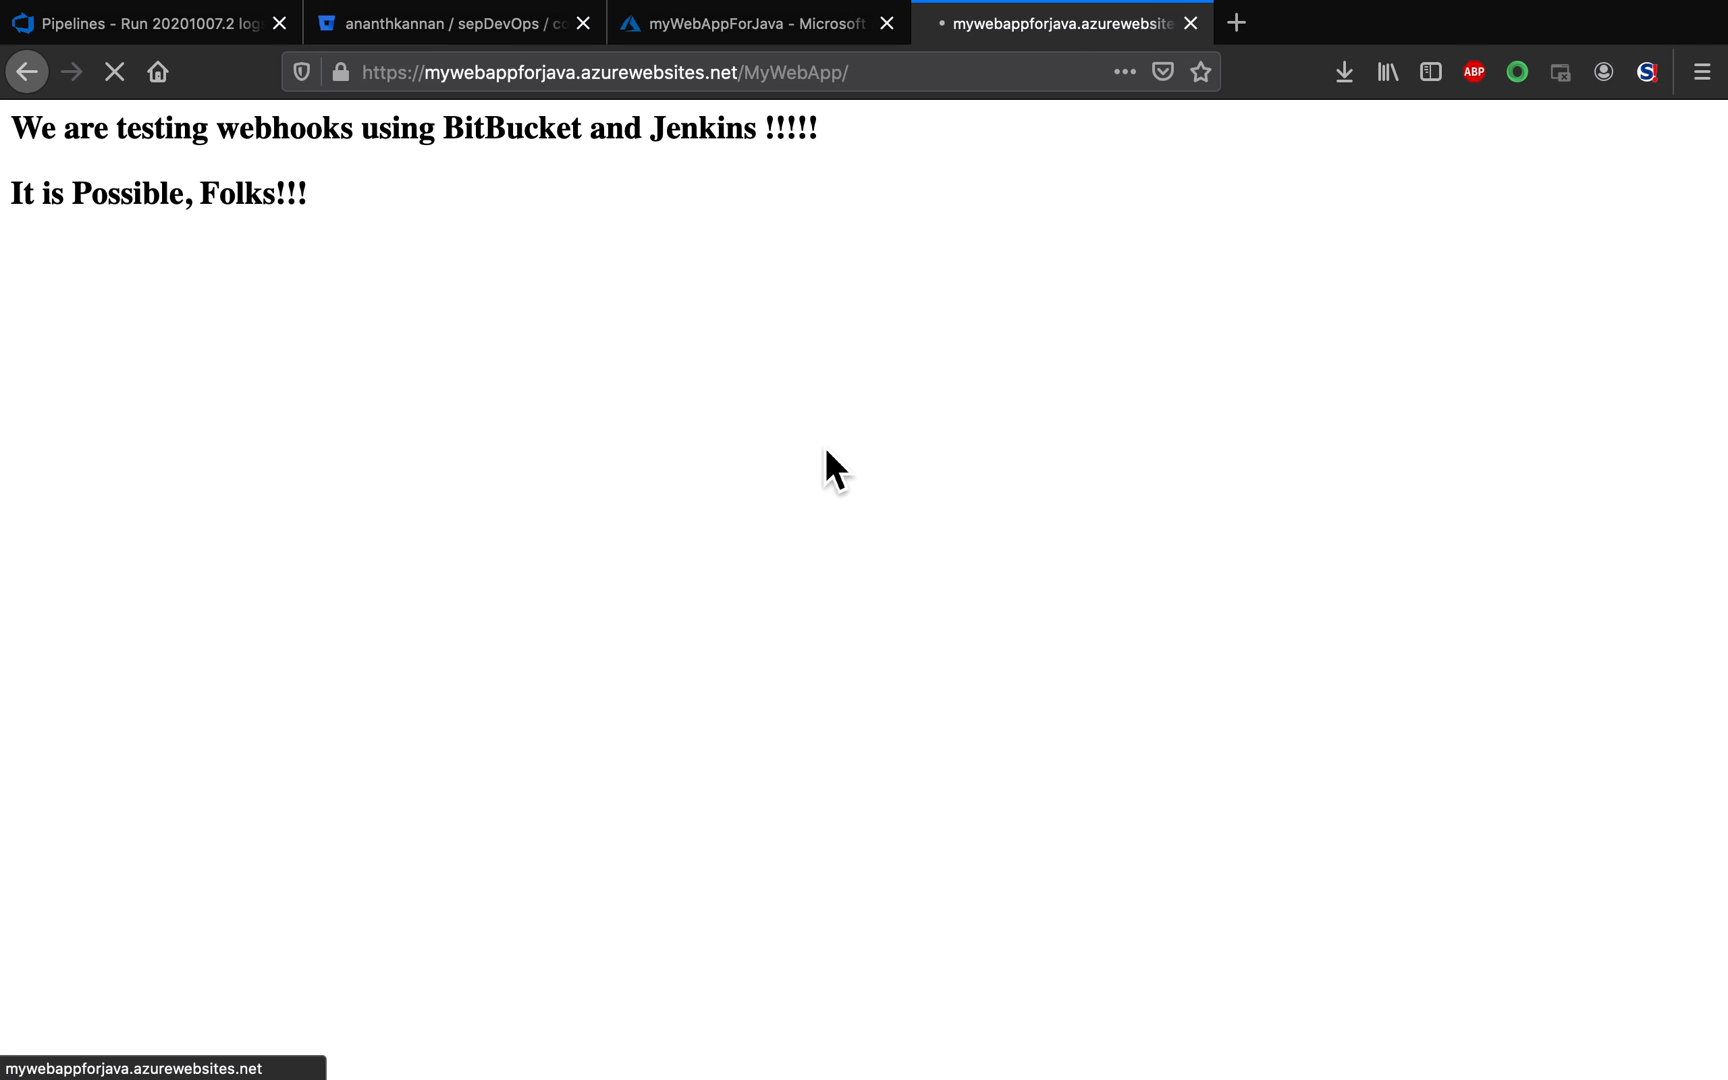 Pipelines - Run 20201007.2 log
ananthkannan / sepDevOps / co
myWebAppForJava - Microsoft
mywebappforjava.azurewebsite
https://mywebappforjava.azurewebsites.net/MyWebApp/
ABP
S!
We are testing webhooks using BitBucket and Jenkins !!!!!
It is Possible, Folks!!!
mywebappforjava.azurewebsites.net